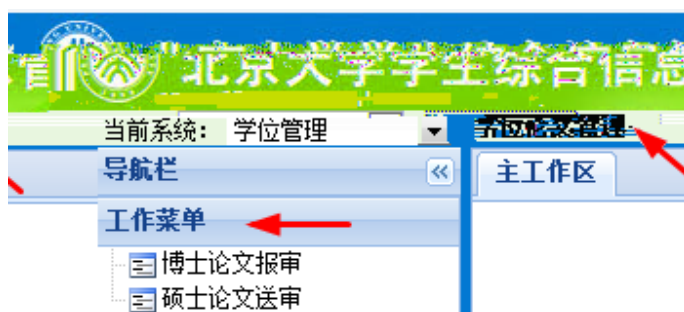 北京大学学生综合信息
当前系统： 学位管理
导航栏
主工作区
工作菜单
博士论文报审
硕士论文送审